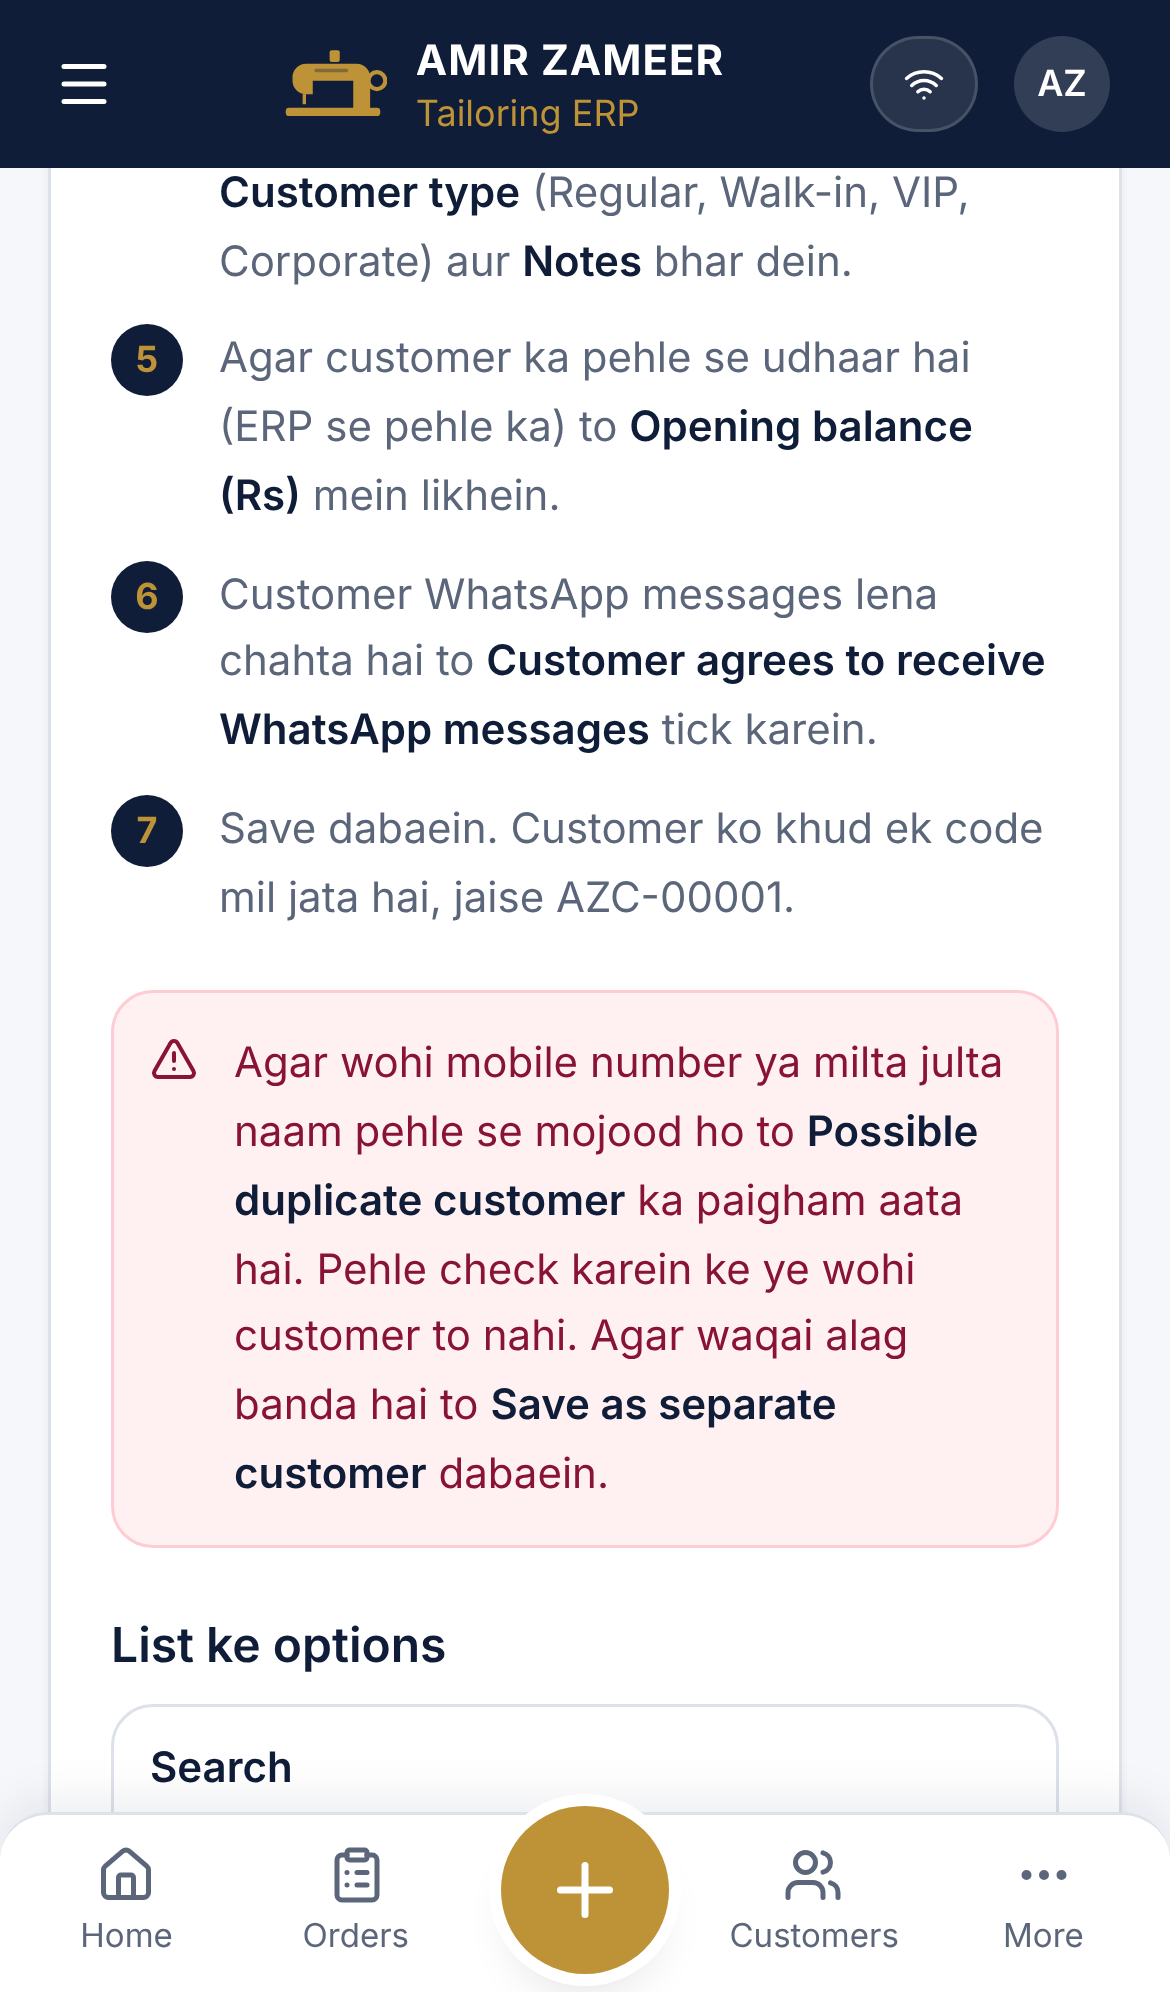 AMIR ZAMEER
Tailoring ERP
AZ
Customer type (Regular, Walk-in, VIP,
Corporate) aur Notes bhar dein.
5
Agar customer ka pehle se udhaar hai
(ERP se pehle ka) to Opening balance
(Rs) mein likhein.
6
Customer WhatsApp messages lena
chahta hai to Customer agrees to receive
WhatsApp messages tick karein.
7
Save dabaein. Customer ko khud ek code
mil jata hai, jaise AZC-00001.
Agar wohi mobile number ya milta julta
naam pehle se mojood ho to Possible
duplicate customer ka paigham aata
hai. Pehle check karein ke ye wohi
customer to nahi. Agar waqai alag
banda hai to Save as separate
customer dabaein.
List ke options
Search
Home
Orders
Customers
More